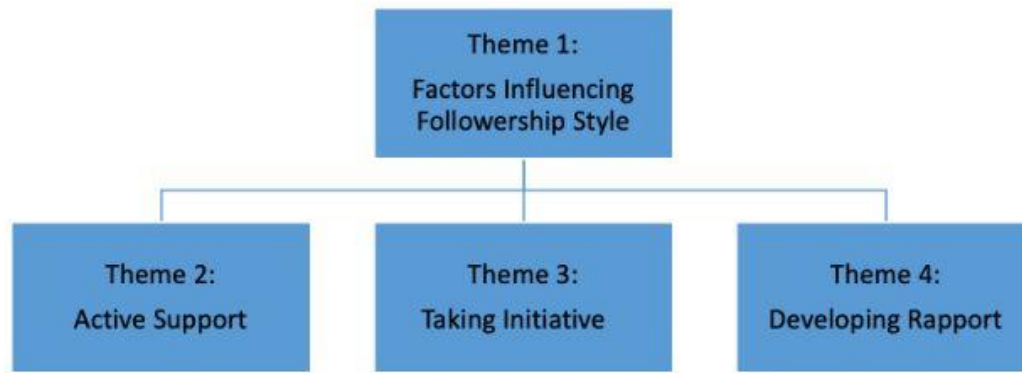 Theme 1:
Factors Influencing
Followership Style
Theme 2:
Active Support
Theme 3:
Taking Initiative
Theme 4:
Developing Rapport